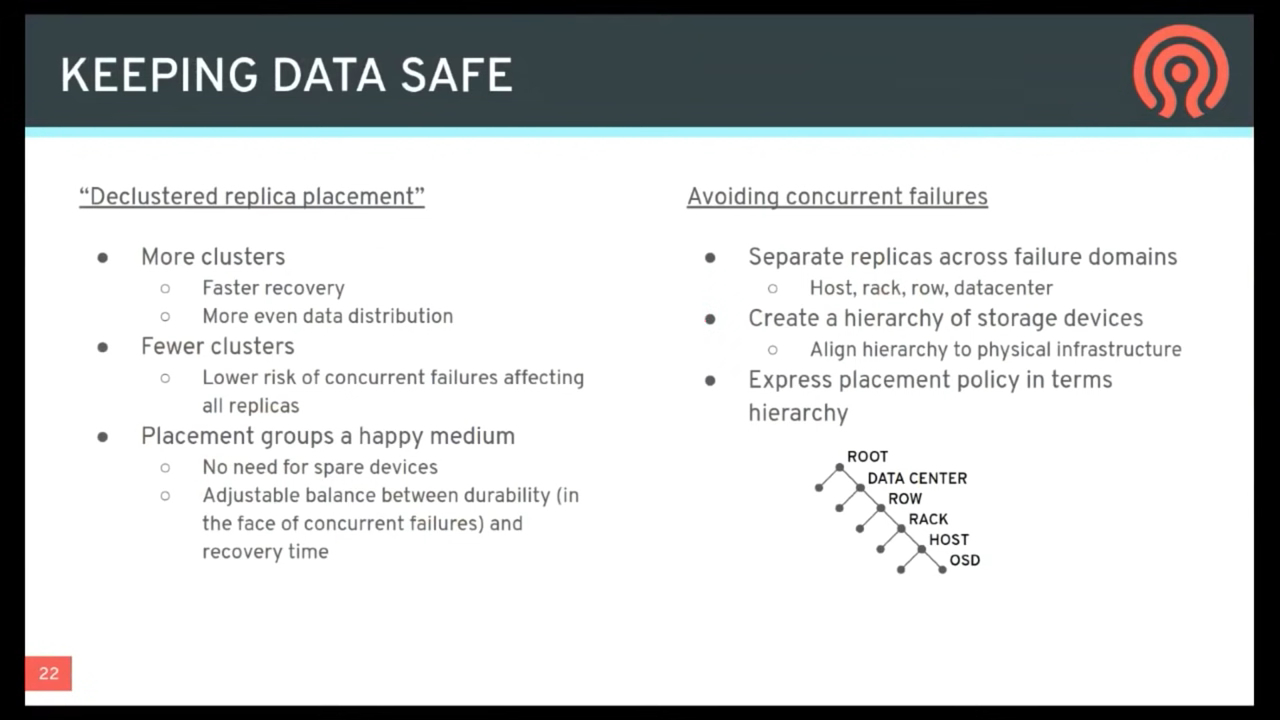 KEEPING DATA SAFE
“Declustered replica placement”
● More clusters
○ Faster recovery
○ More even data distribution
● Fewer clusters
○ Lower risk of concurrent failures affecting
all replicas
● Placement groups a happy medium
○ No need for spare devices
○ Adjustable balance between durability (in
the face of concurrent failures) and
recovery time
Avoiding concurrent failures
● Separate replicas across failure domains
○ Host, rack, row, datacenter
● Create a hierarchy of storage devices
○ Align hierarchy to physical infrastructure
● Express placement policy in terms
hierarchy
ROOT
DATA CENTER
ROW
RACK
HOST
OSD
22